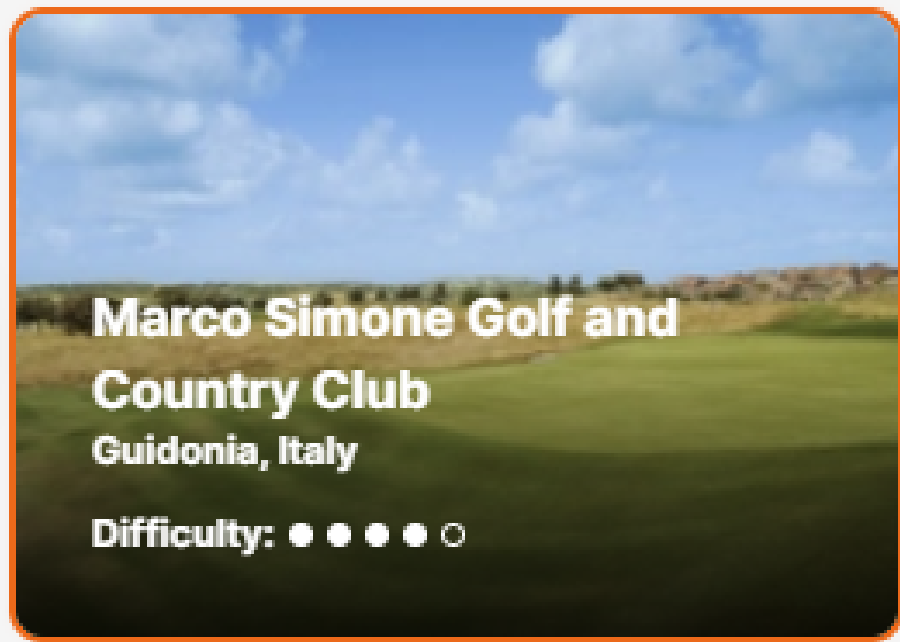 Marco Simone Golf and
Country Club
Guidonia, Italy
Difficulty: ●●●●○